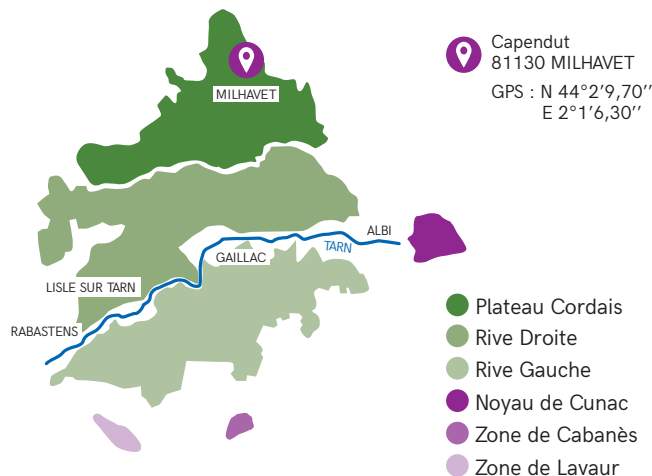 Capendut
81130 MILHAVET
GPS : N 44°2’9,70’’
E 2°1’6,30’’
MILHAVET
ALBI
TARN
GAILLAC
LISLE SUR TARN
RABASTENS
Plateau Cordais
Rive Droite
Rive Gauche
Noyau de Cunac
Zone de Cabanès
Zone de Lavaur